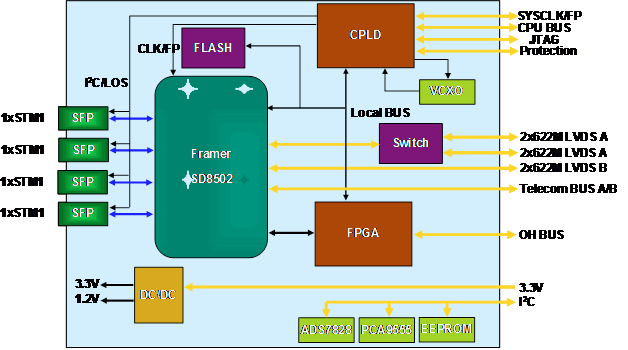 SYSCLK/FP
CPU BUS
JTAG
Protection
CPLD
CLK/FP
FLASH
VCXO
I²C/LOS
Local BUS
1xSTM1
SFP
1xSTM1
SFP
1xSTM1
SFP
1xSTM1
SFP
Framer
SD8502
Switch
2x622M LVDS A
2x622M LVDS A
2x622M LVDS B
Telecom BUS A/B
FPGA
OH BUS
3.3V
1.2V
DC/DC
3.3V
I²C
ADS7828
PCA9555
EEPROM